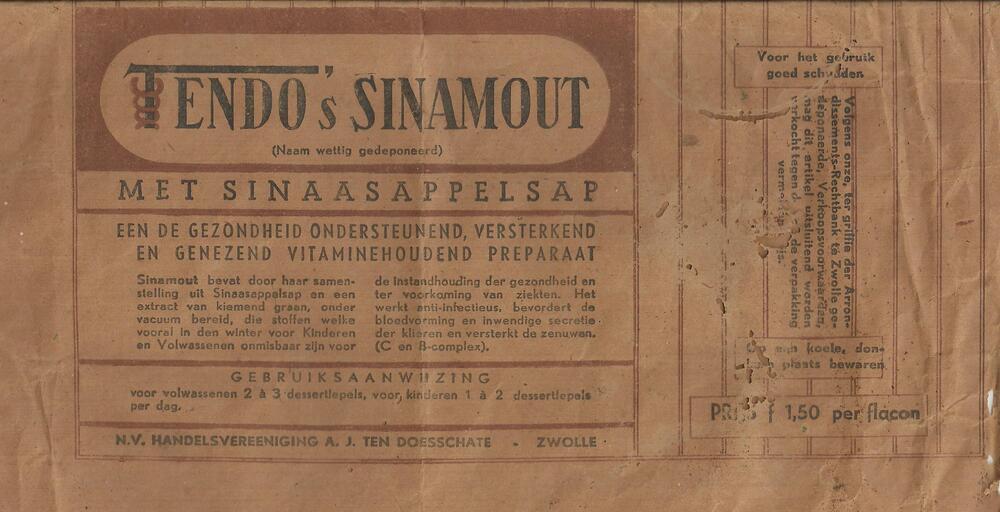 TENDO's SINAMOUT
(Naam wettig gedeponeerd)
MET SINAASAPPELSAP
EEN DE GEZONDHEID ONDERSTEUNEND, VERSTERKEND
EN GENEZEND VITAMINEHOUDEND PREPARAAT
Sinamout bevat door haar samen-
stelling uit Sinaasappelsap en een
extract van kiemend graan, onder
vacuum bereid, die stoffen welke
vooral in den winter voor Kinderen
en Volwassenen onmisbaar zijn voor
de instandhouding der gezondheid en
ter voorkoming van ziekten. Het
werkt anti-infectieus, bevordert de
bloedvorming en inwendige secretie
der klieren en versterkt de zenuwen.
(C en B-complex).
GEBRUIKSAANWIJZING
voor volwassenen 2 à 3 dessertlepels, voor kinderen 1 à 2 dessertlepels
per dag.
N.V. HANDELSVEREENIGING A. J. TEN DOESSCHATE - ZWOLLE
Voor het gebruik
goed schudden
Volgens onze, ter griffie der Arron-
dissements-Rechtbank te Zwolle ge-
deponeerde, Verkoopsvoorwaarden,
mag dit artikel uitsluitend worden
verkocht tegen de verpakking
Op een koele, don-
plaats bewaren
PRIJS f 1,50 per flacon